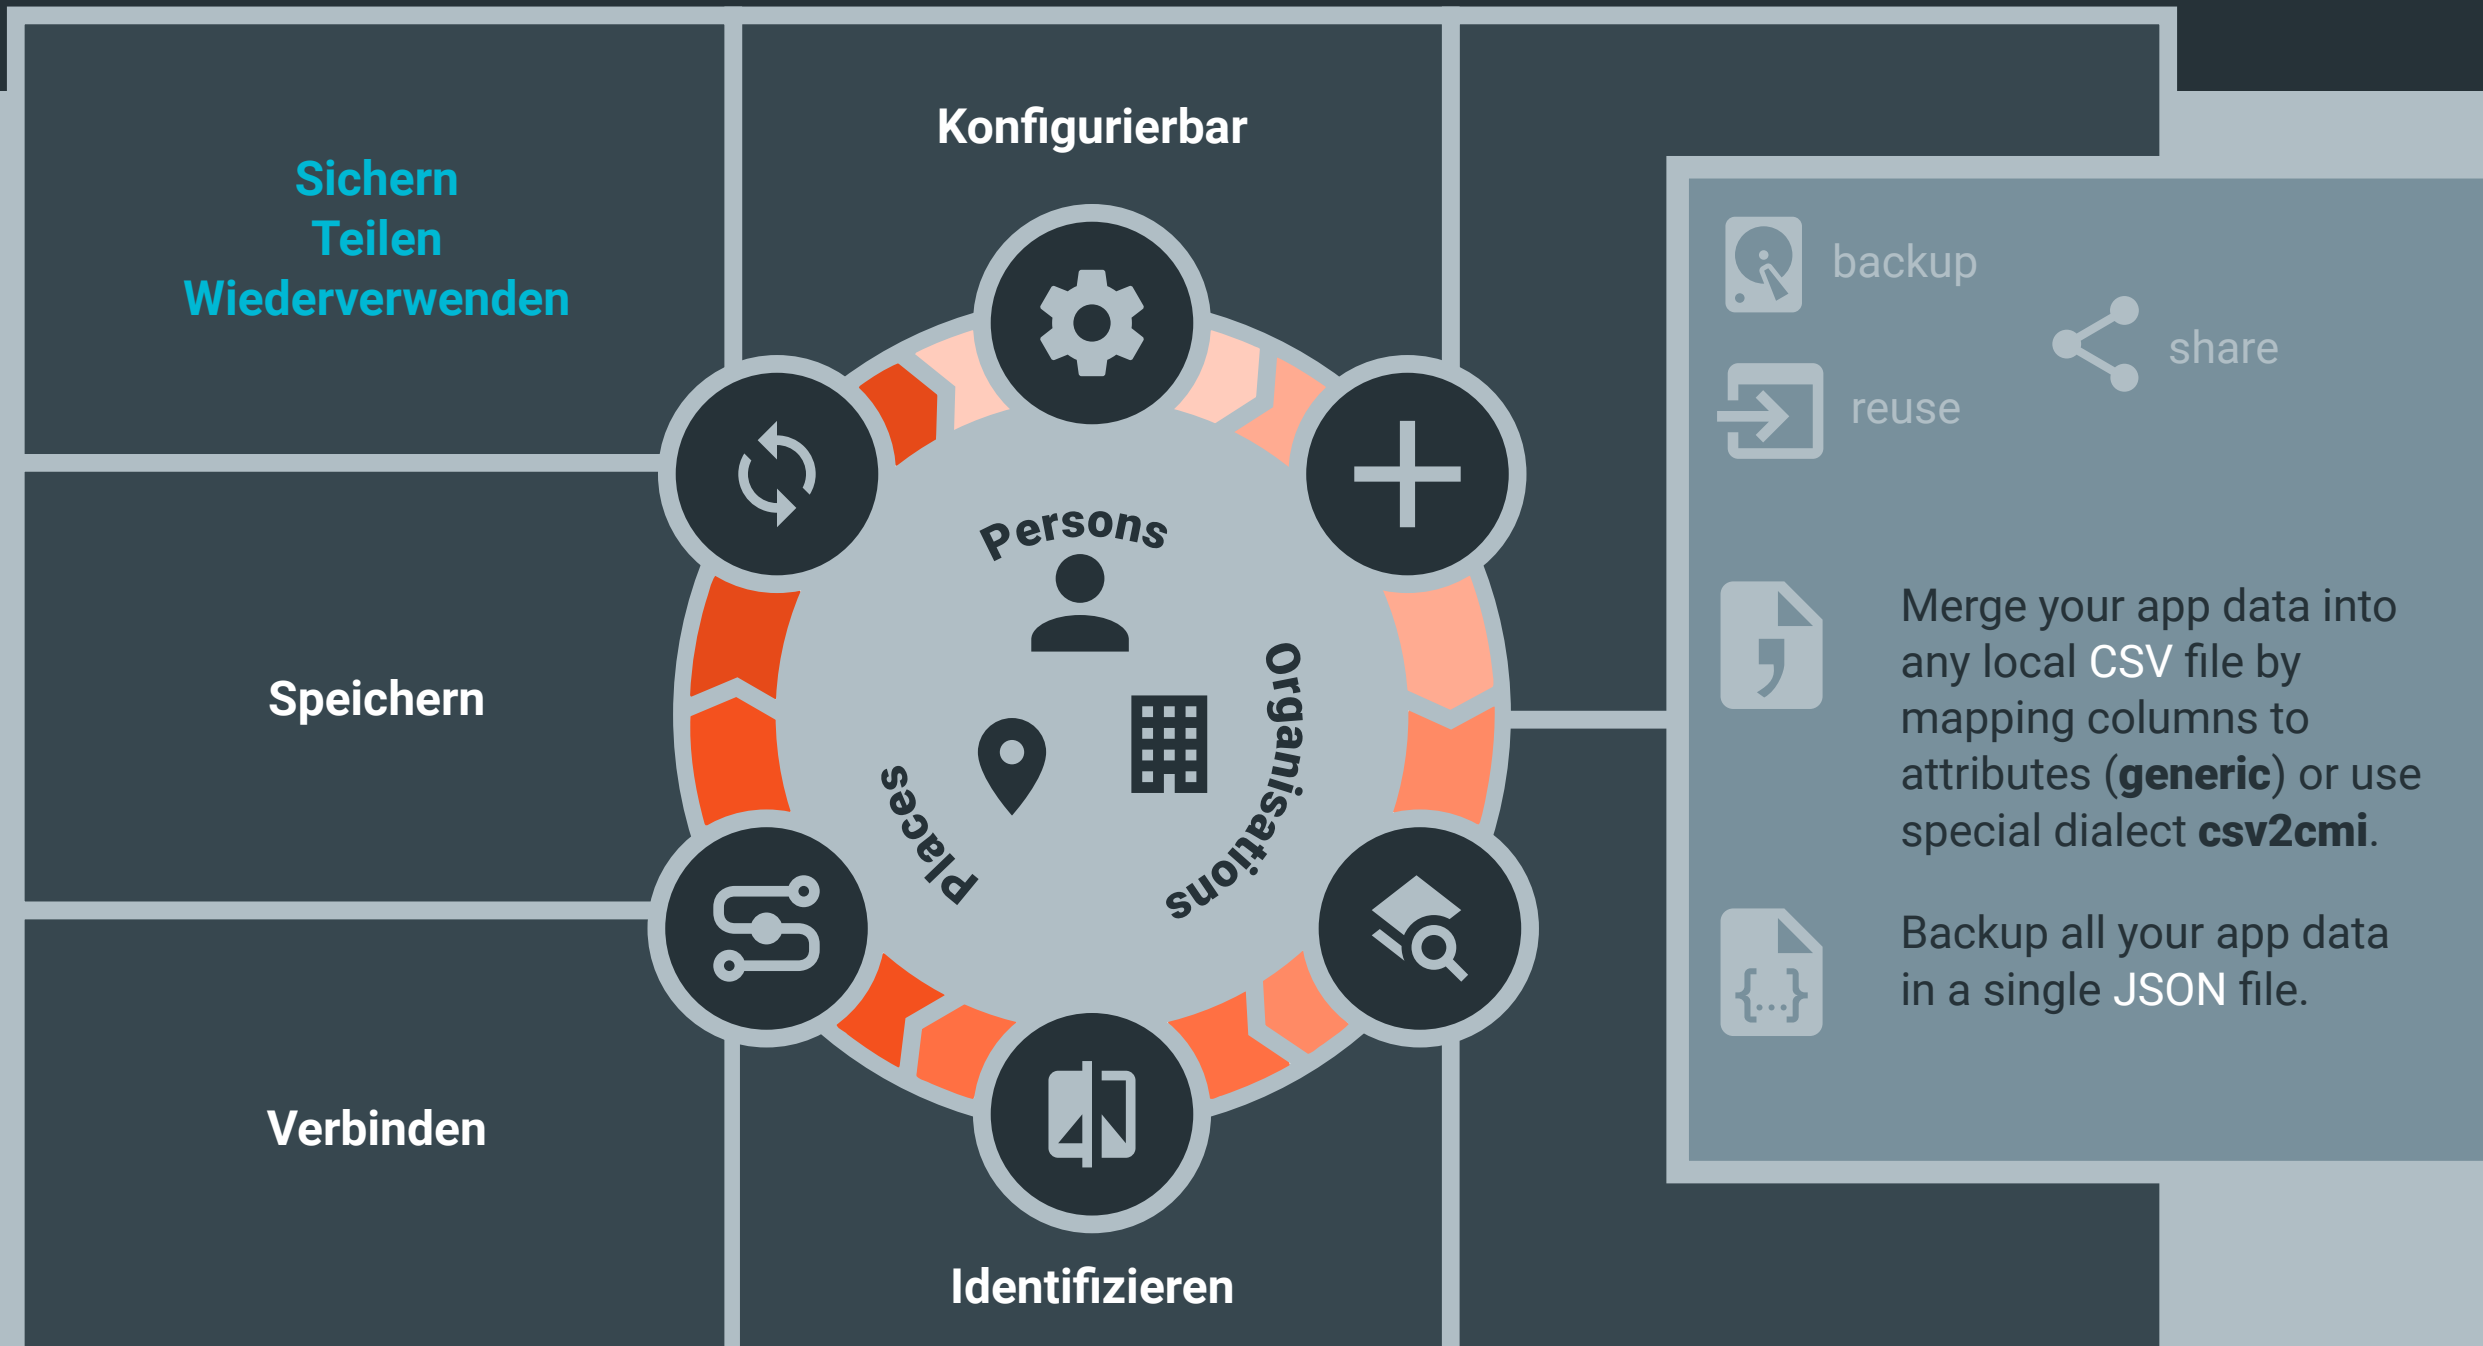 Konfigurierbar
Sichern
Teilen
Wiederverwenden
Speichern
Verbinden
Identifizieren
Persons
Organisations
Places
backup
share
reuse
Merge your app data into
any local CSV file by
mapping columns to
attributes (generic) or use
special dialect csv2cmi.
Backup all your app data
in a single JSON file.
{...}